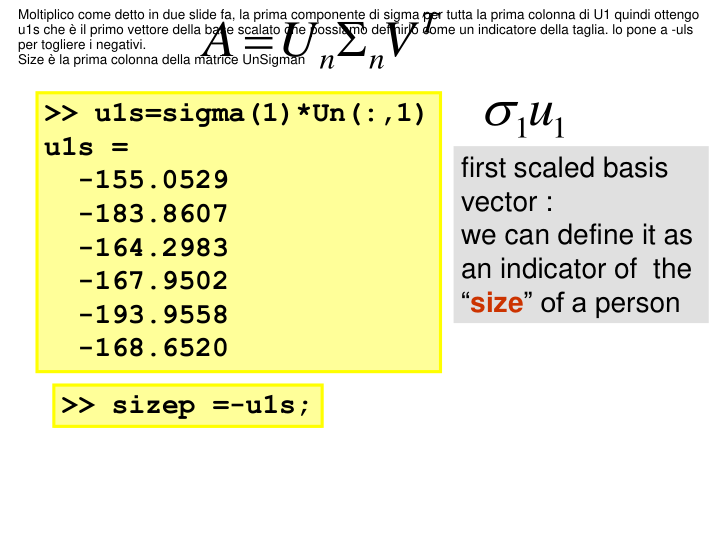 Moltiplico come detto in due slide fa, la prima componente di sigma per tutta la prima colonna di U1 quindi ottengo
u1s che è il primo vettore della base scalato che possiamo definirlo come un indicatore della taglia. lo pone a -uls
per togliere i negativi.
Size è la prima colonna della matrice UnSigman
A = UₙΣₙVᵀ
>> u1s=sigma(1)*Un(:,1)
u1s =
-155.0529
-183.8607
-164.2983
-167.9502
-193.9558
-168.6520
σ₁u₁
first scaled basis
vector :
we can define it as
an indicator of the
“size” of a person
>> sizep =-u1s;